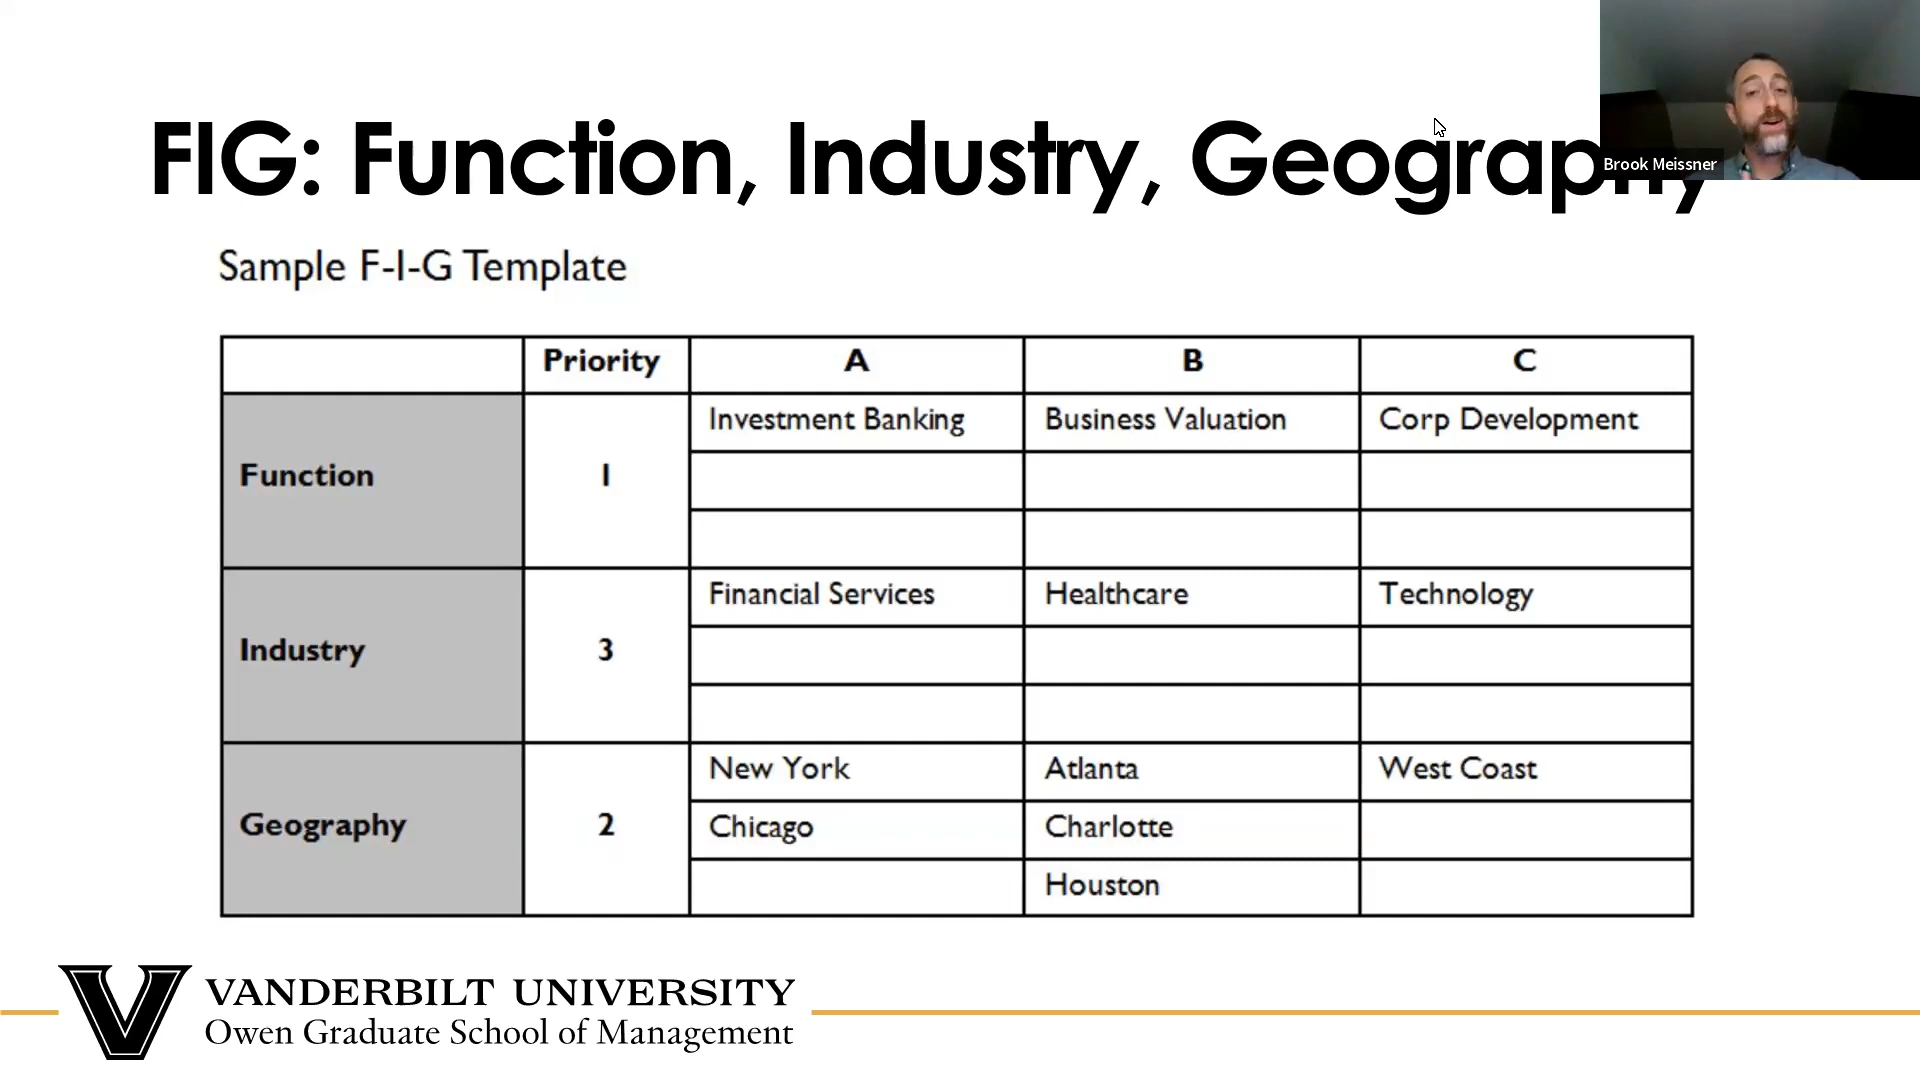 FIG: Function, Industry, Geography
Brook Meissner
Sample F-I-G Template
Priority A B C
Function 1 Investment Banking Business Valuation Corp Development
Industry 3 Financial Services Healthcare Technology
Geography 2 New York Atlanta West Coast
Chicago Charlotte
Houston
V VANDERBILT UNIVERSITY
Owen Graduate School of Management